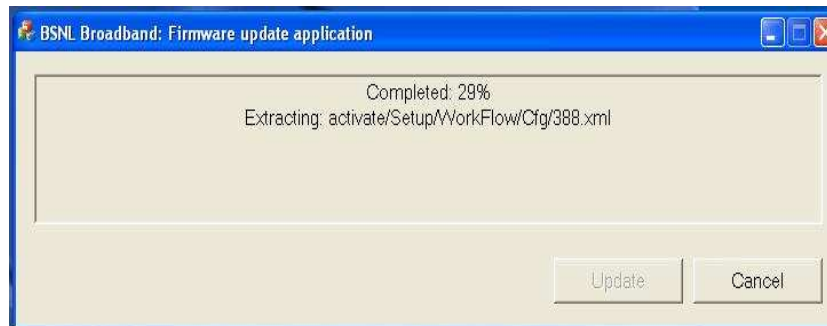 BSNL Broadband: Firmware update application
Completed: 29%
Extracting: activate/Setup/WorkFlow/Cfg/388.xml
Update
Cancel